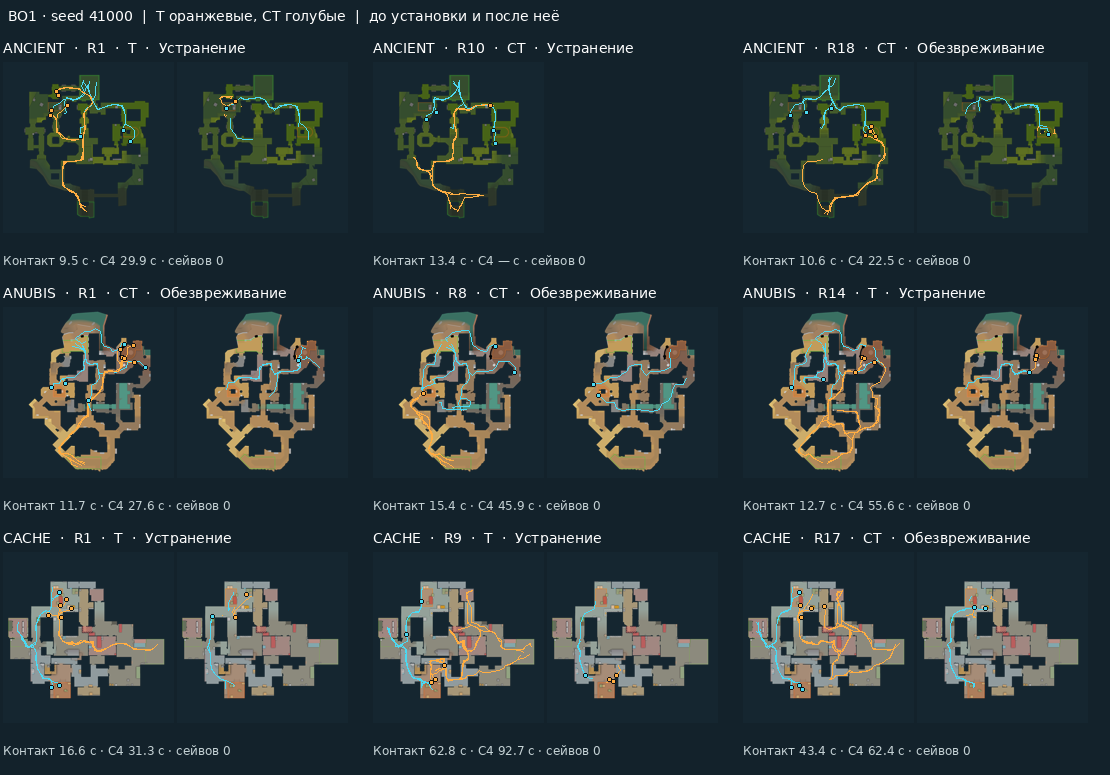 BO1 · seed 41000 | T оранжевые, CT голубые | до установки и после неё
ANCIENT · R1 · T · Устранение
ANCIENT · R10 · CT · Устранение
ANCIENT · R18 · CT · Обезвреживание
Контакт 9.5 с · C4 29.9 с · сейвов 0
Контакт 13.4 с · C4 — с · сейвов 0
Контакт 10.6 с · C4 22.5 с · сейвов 0
ANUBIS · R1 · CT · Обезвреживание
ANUBIS · R8 · CT · Обезвреживание
ANUBIS · R14 · T · Устранение
Контакт 11.7 с · C4 27.6 с · сейвов 0
Контакт 15.4 с · C4 45.9 с · сейвов 0
Контакт 12.7 с · C4 55.6 с · сейвов 0
CACHE · R1 · T · Устранение
CACHE · R9 · T · Устранение
CACHE · R17 · CT · Обезвреживание
Контакт 16.6 с · C4 31.3 с · сейвов 0
Контакт 62.8 с · C4 92.7 с · сейвов 0
Контакт 43.4 с · C4 62.4 с · сейвов 0